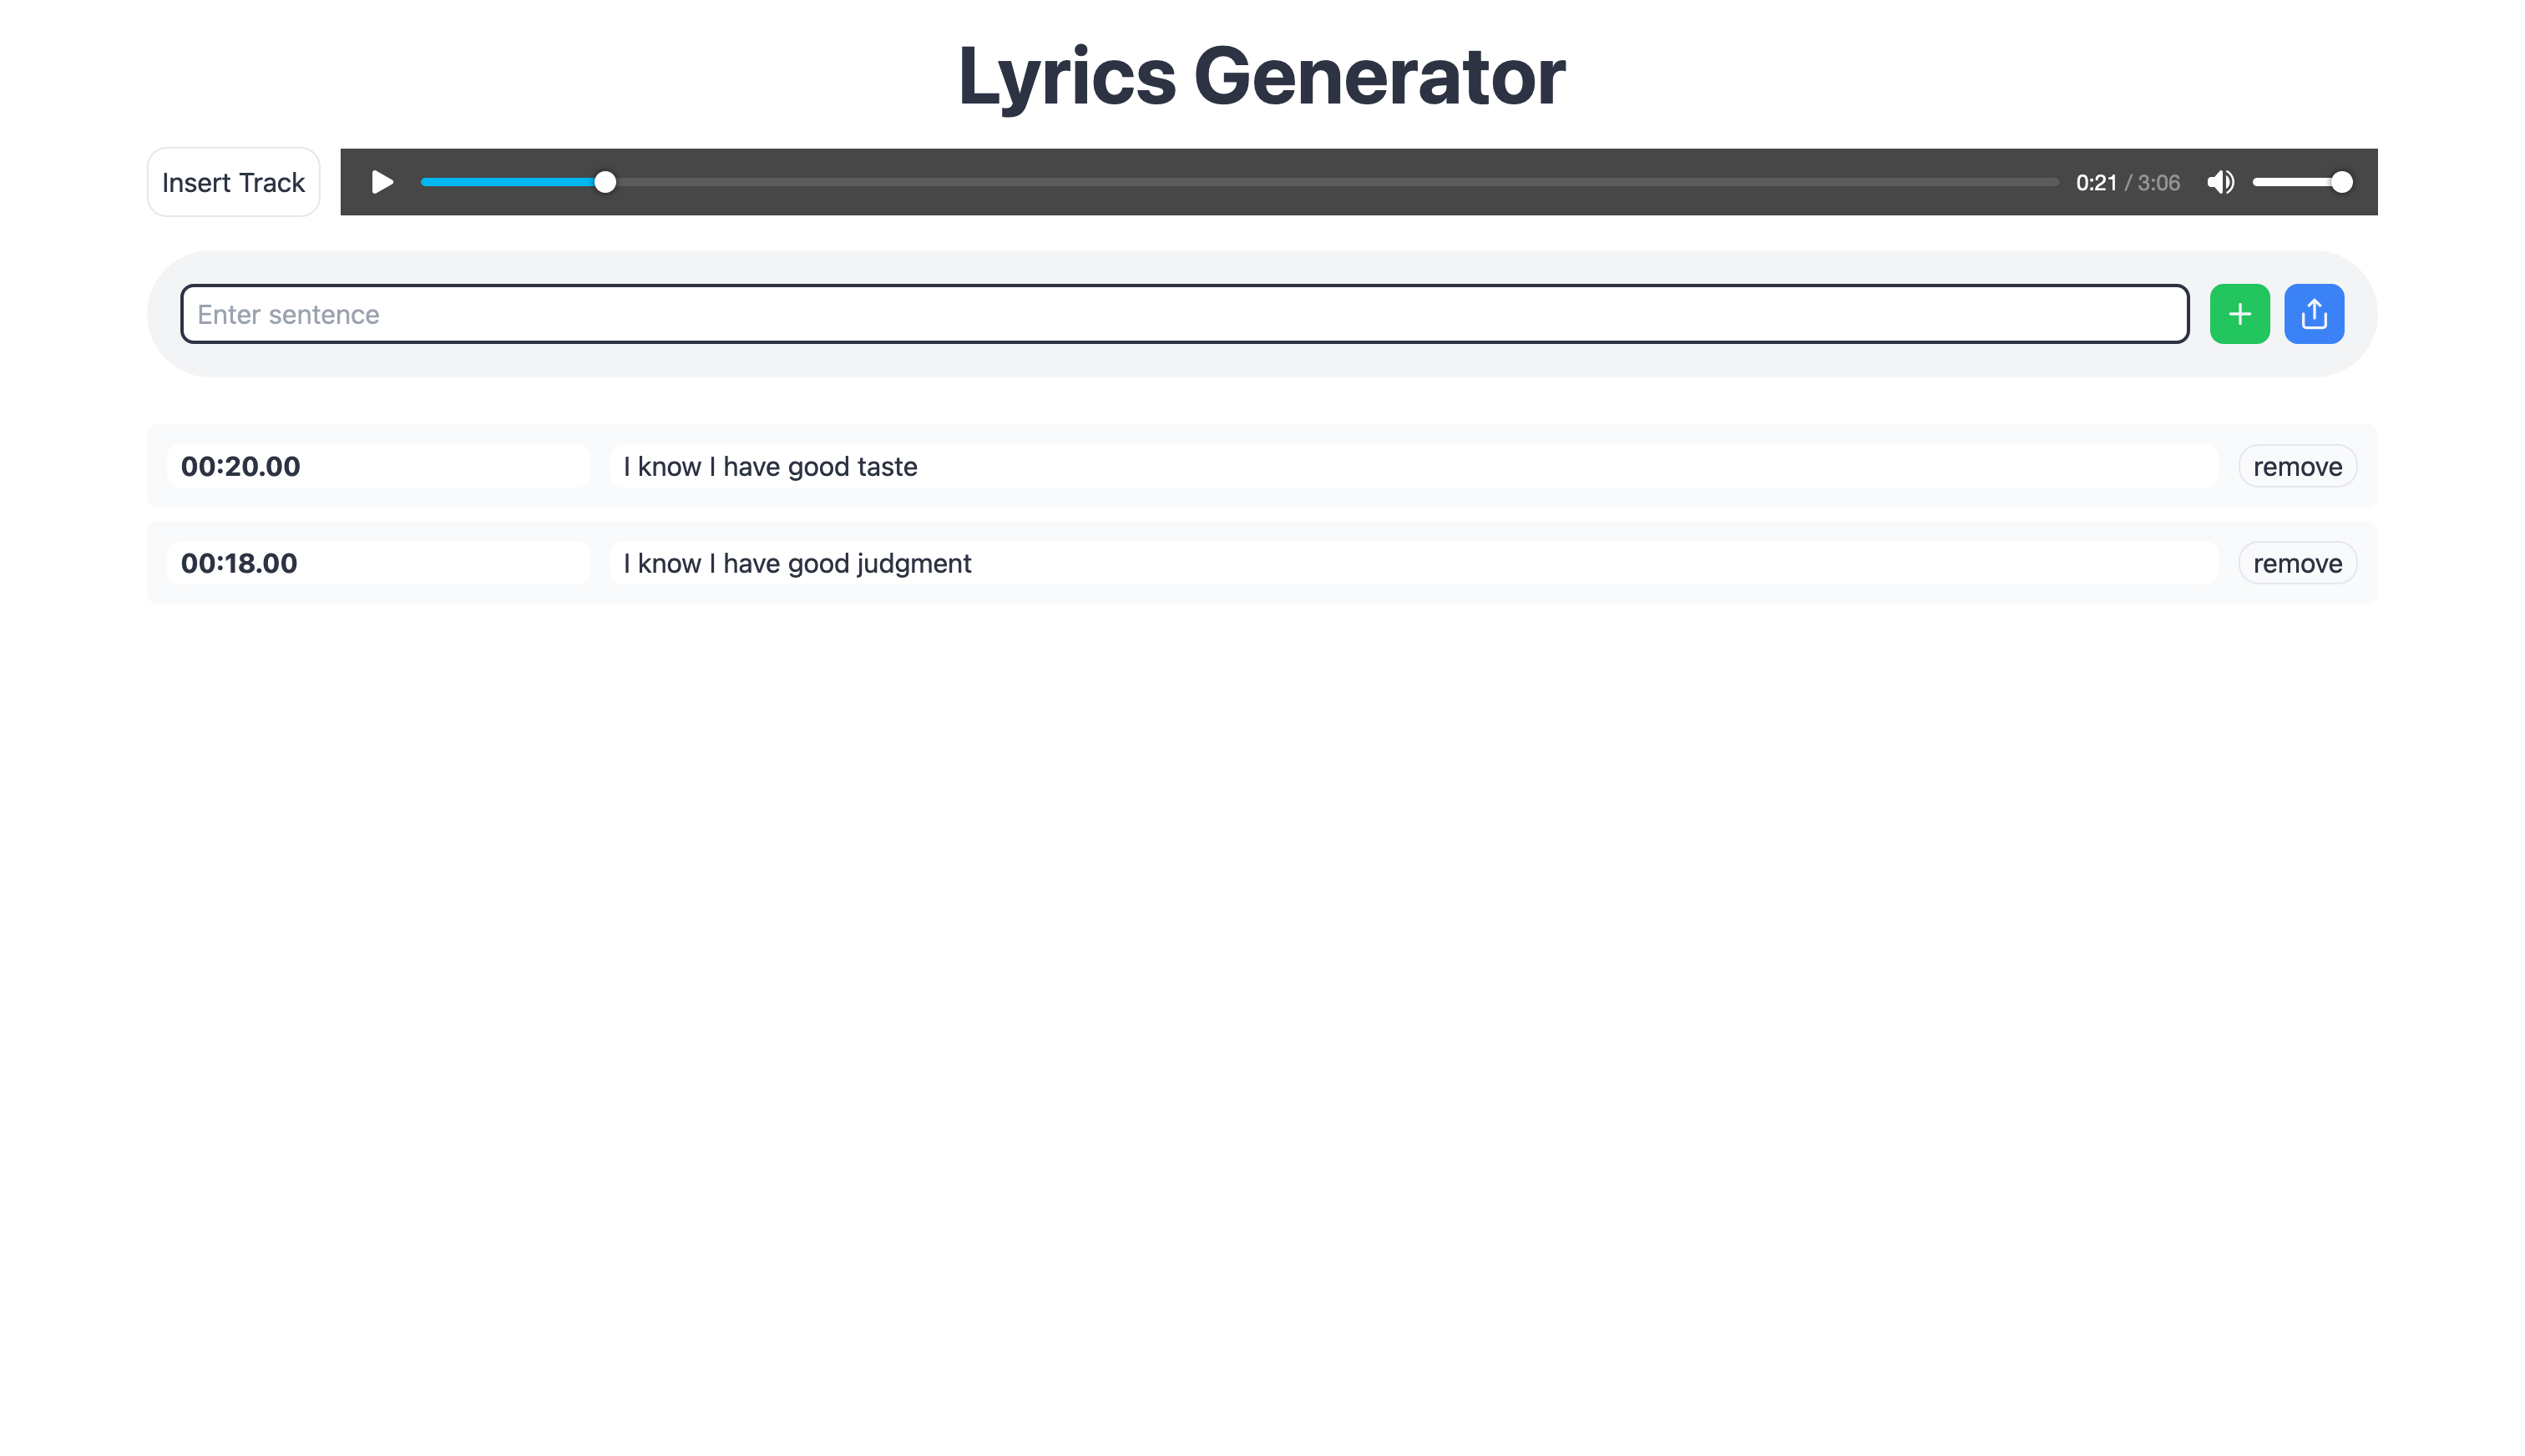 Lyrics Generator
Insert Track
0:21 / 3:06
Enter sentence
00:20.00 I know I have good taste remove
00:18.00 I know I have good judgment remove